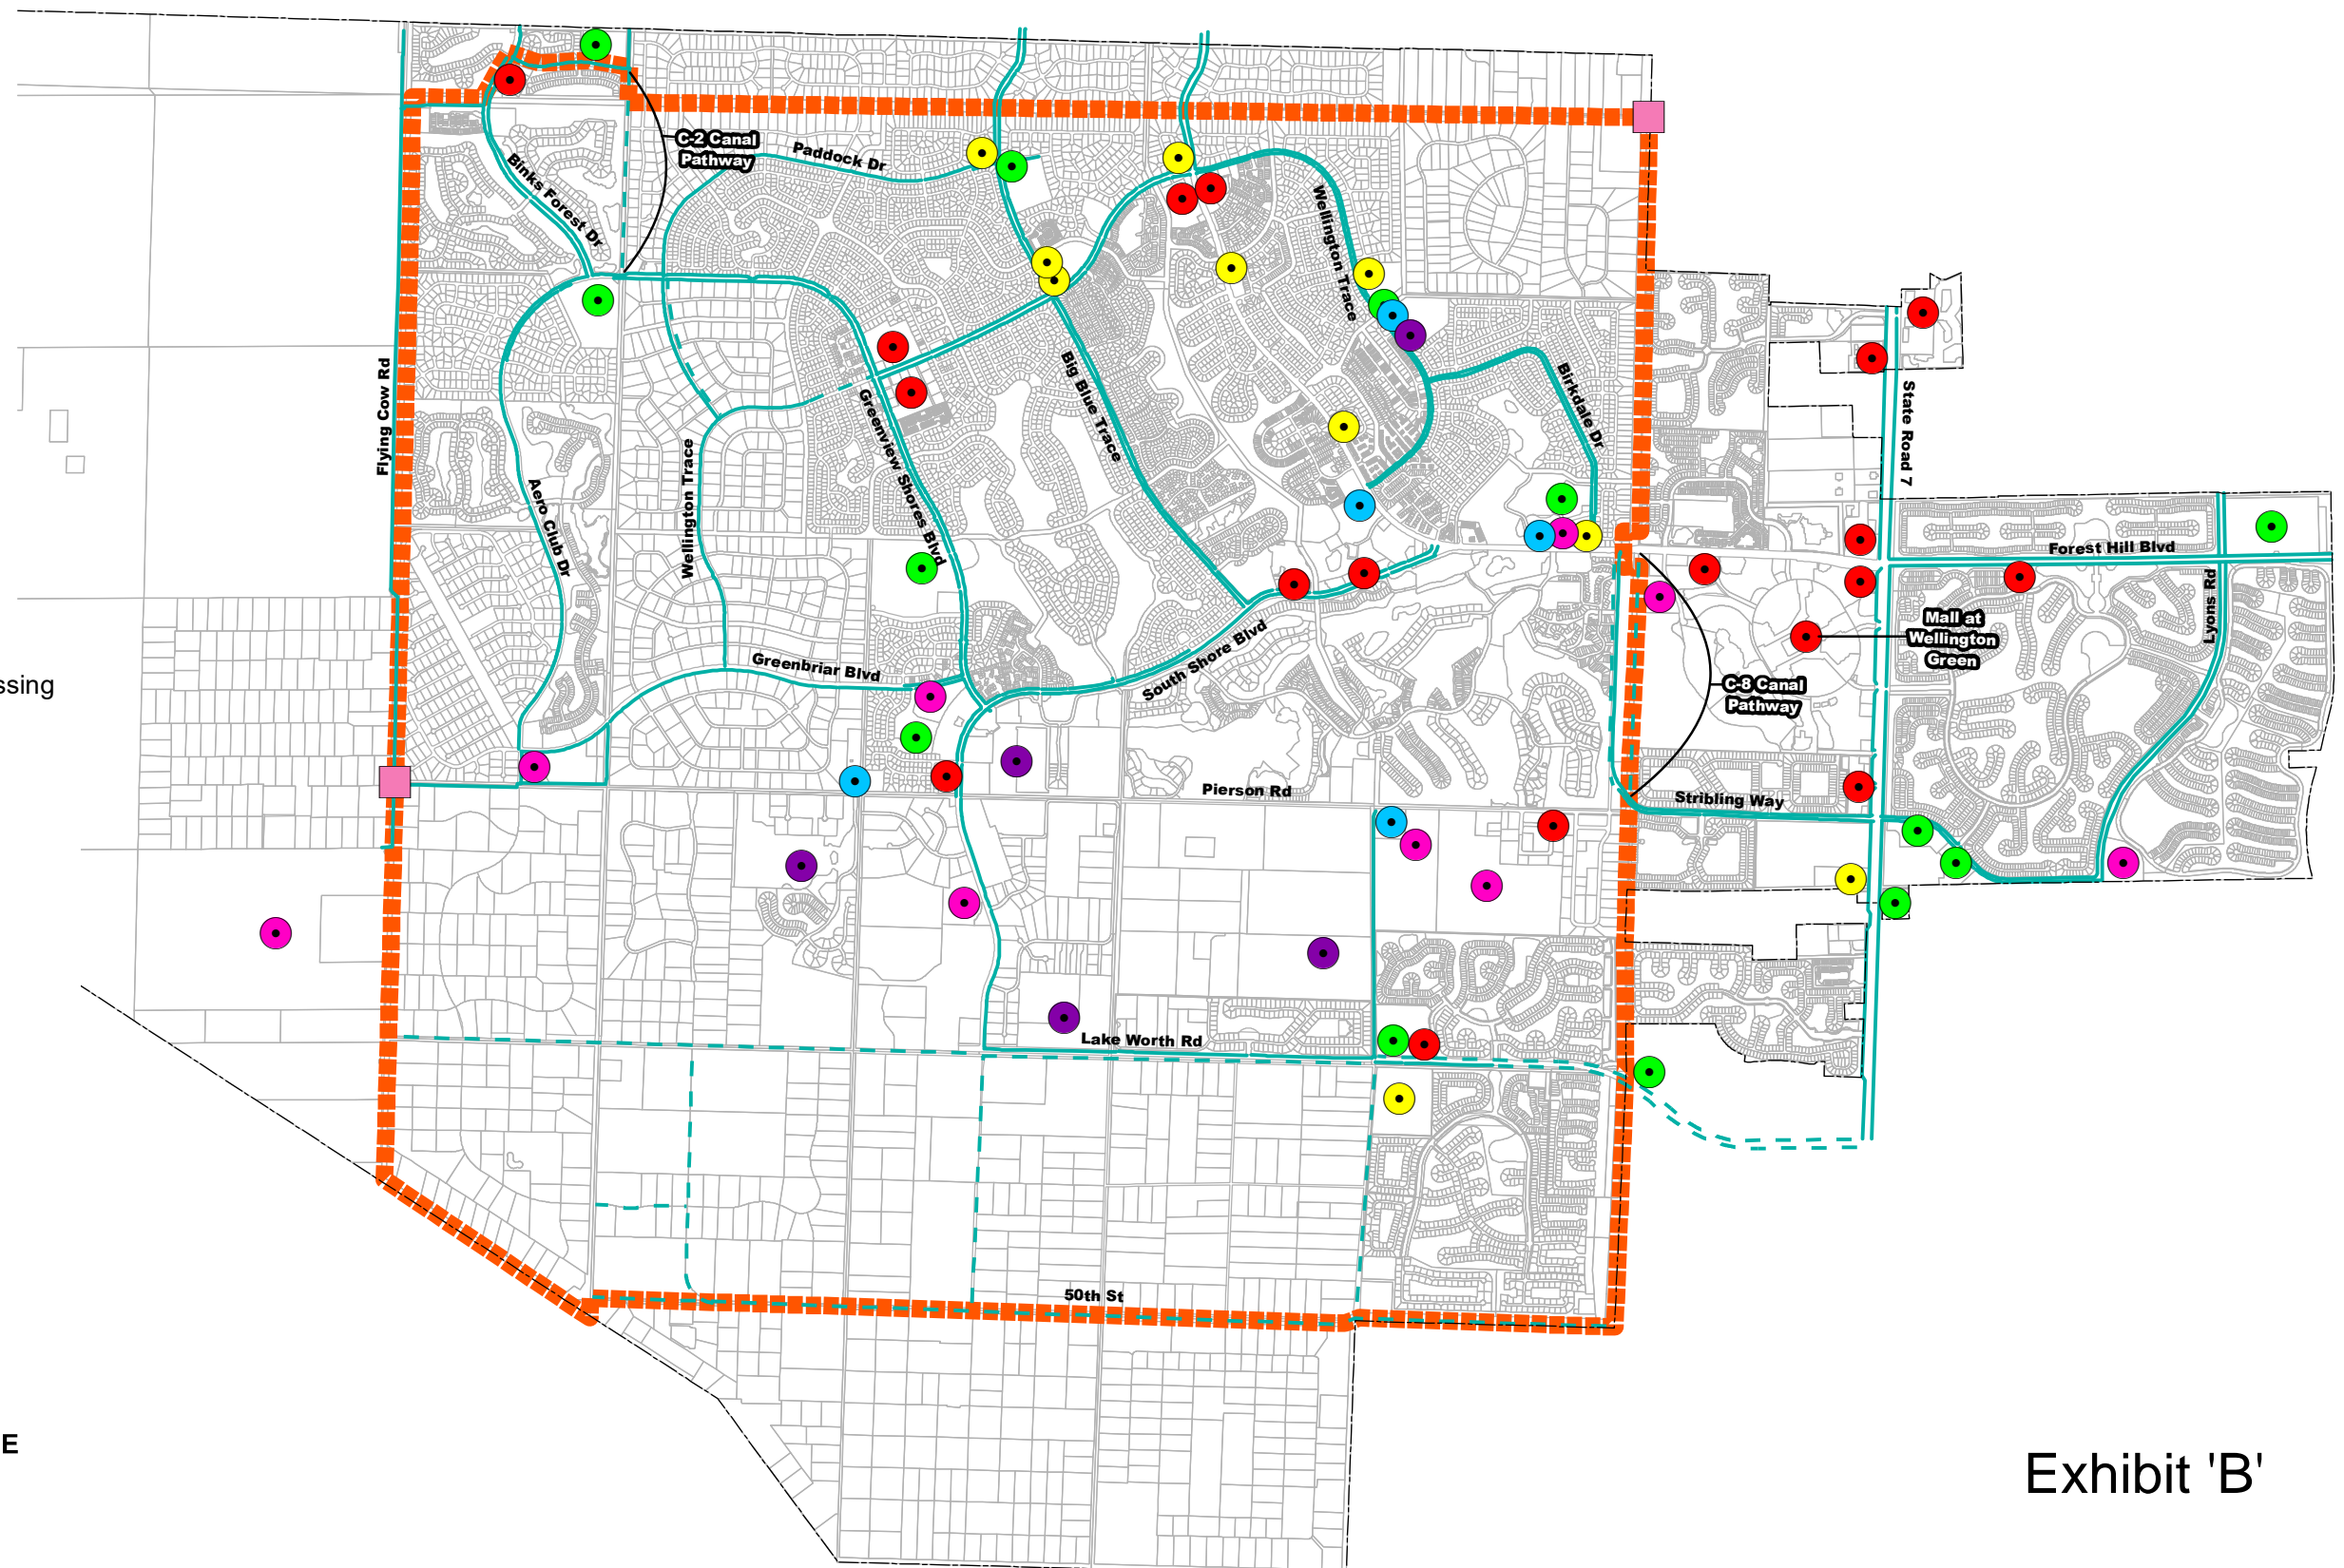 C-2 Canal
Pathway
Paddock Dr
Binks Forest Dr
Wellington Trace
Flying Cow Rd
Big Blue Trace
Birkdale Dr
State Road 7
Greenview Shores Blvd
Wellington Trace
Aero Club Dr
Forest Hill Blvd
Lyons Rd
Mall at
Wellington
Green
South Shore Blvd
Greenbriar Blvd
ssing
C-8 Canal
Pathway
Pierson Rd
Stribling Way
Lake Worth Rd
50th St
E
Exhibit 'B'